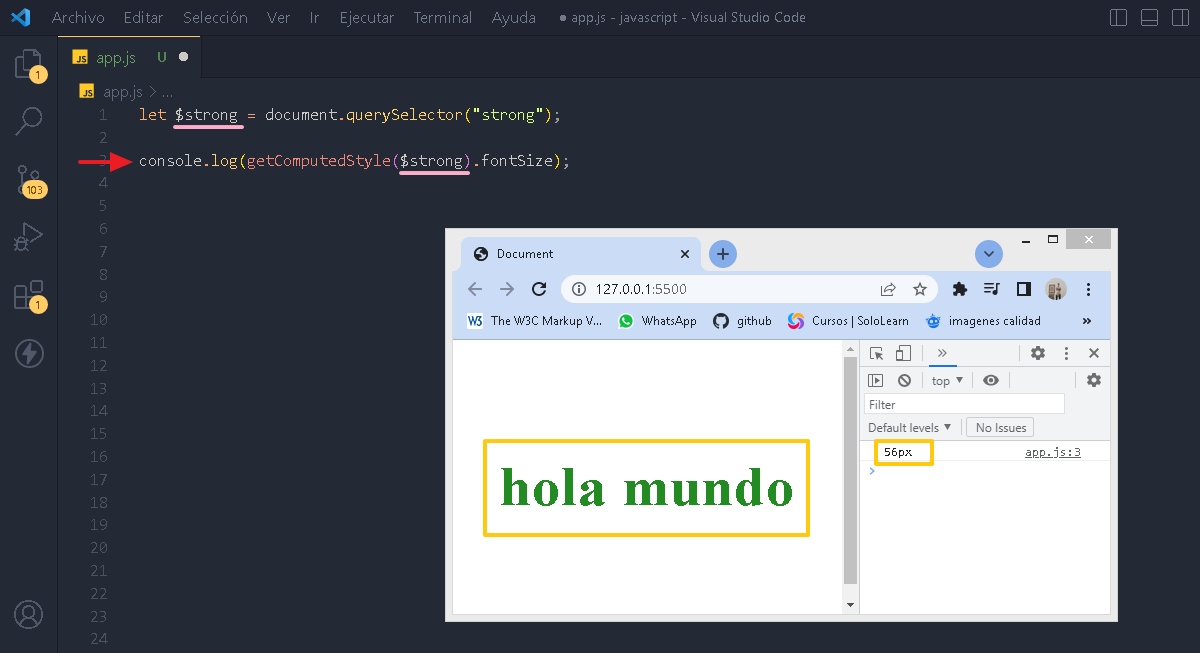 Archivo Editar Selección Ver Ir Ejecutar Terminal Ayuda ● app.js - javascript - Visual Studio Code
JS app.js U ●
JS app.js > ...
1 let $strong = document.querySelector("strong");
2
3 console.log(getComputedStyle($strong).fontSize);
4
5
6
7
8
9
10
11
12
13
14
15
16
17
18
19
20
21
22
23
24
1
103
1
Document
127.0.0.1:5500
W3 The W3C Markup V... WhatsApp github Cursos | SoloLearn imagenes calidad »
»
top ▼
Filter
Default levels ▼ No Issues
56px app.js:3
>
hola mundo